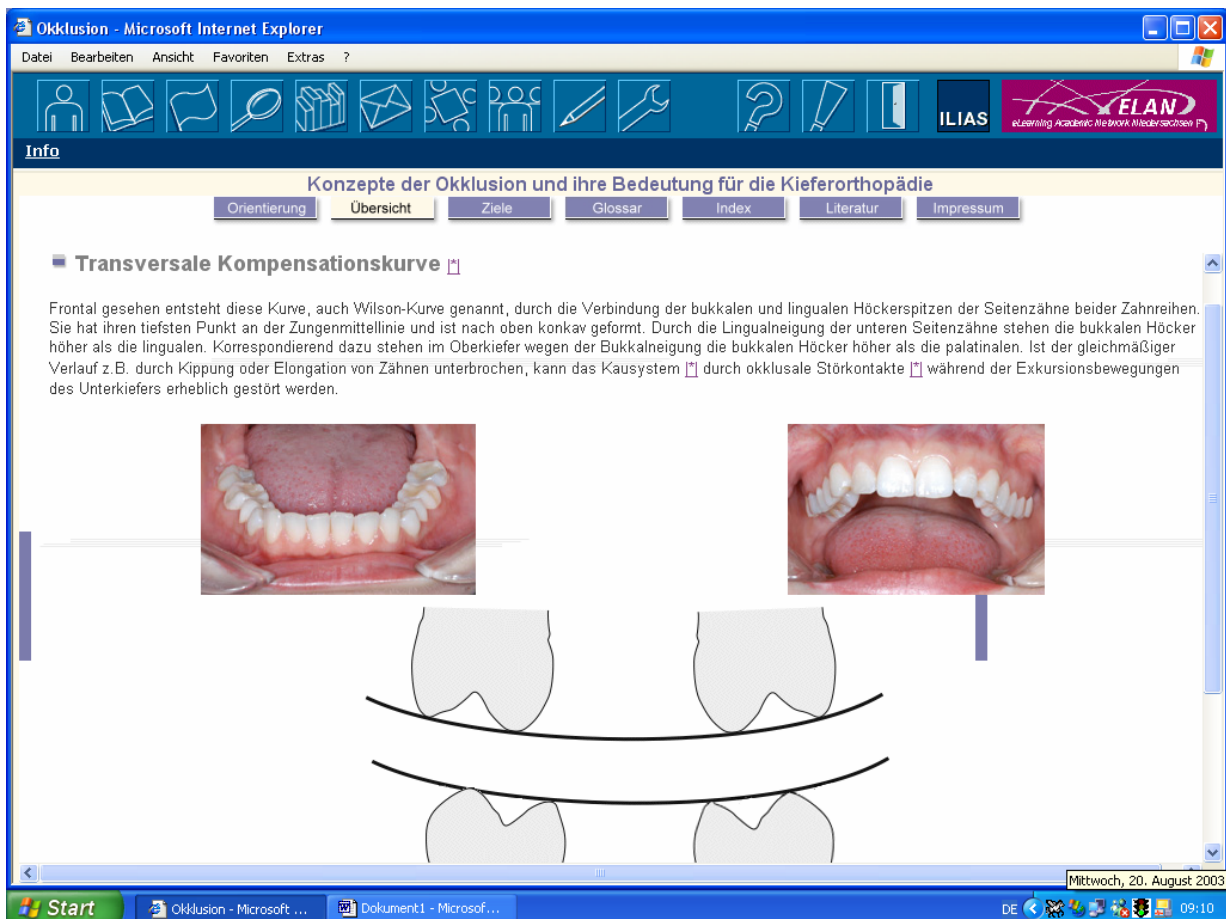 Okklusion - Microsoft Internet Explorer
Datei Bearbeiten Ansicht Favoriten Extras ?
ILIAS
ELAN
eLearning Academic Network Niedersachsen
Info
Konzepte der Okklusion und ihre Bedeutung für die Kieferorthopädie
Orientierung Übersicht Ziele Glossar Index Literatur Impressum
Transversale Kompensationskurve [*]
Frontal gesehen entsteht diese Kurve, auch Wilson-Kurve genannt, durch die Verbindung der bukkalen und lingualen Höckerspitzen der Seitenzähne beider Zahnreihen.
Sie hat ihren tiefsten Punkt an der Zungenmittellinie und ist nach oben konkav geformt. Durch die Lingualneigung der unteren Seitenzähne stehen die bukkalen Höcker
höher als die lingualen. Korrespondierend dazu stehen im Oberkiefer wegen der Bukkalneigung die bukkalen Höcker höher als die palatinalen. Ist der gleichmäßiger
Verlauf z.B. durch Kippung oder Elongation von Zähnen unterbrochen, kann das Kausystem [*] durch okklusale Störkontakte [*] während der Exkursionsbewegungen
des Unterkiefers erheblich gestört werden.
Mittwoch, 20. August 2003
Start Okklusion - Microsoft ... Dokument1 - Microsof... DE 09:10